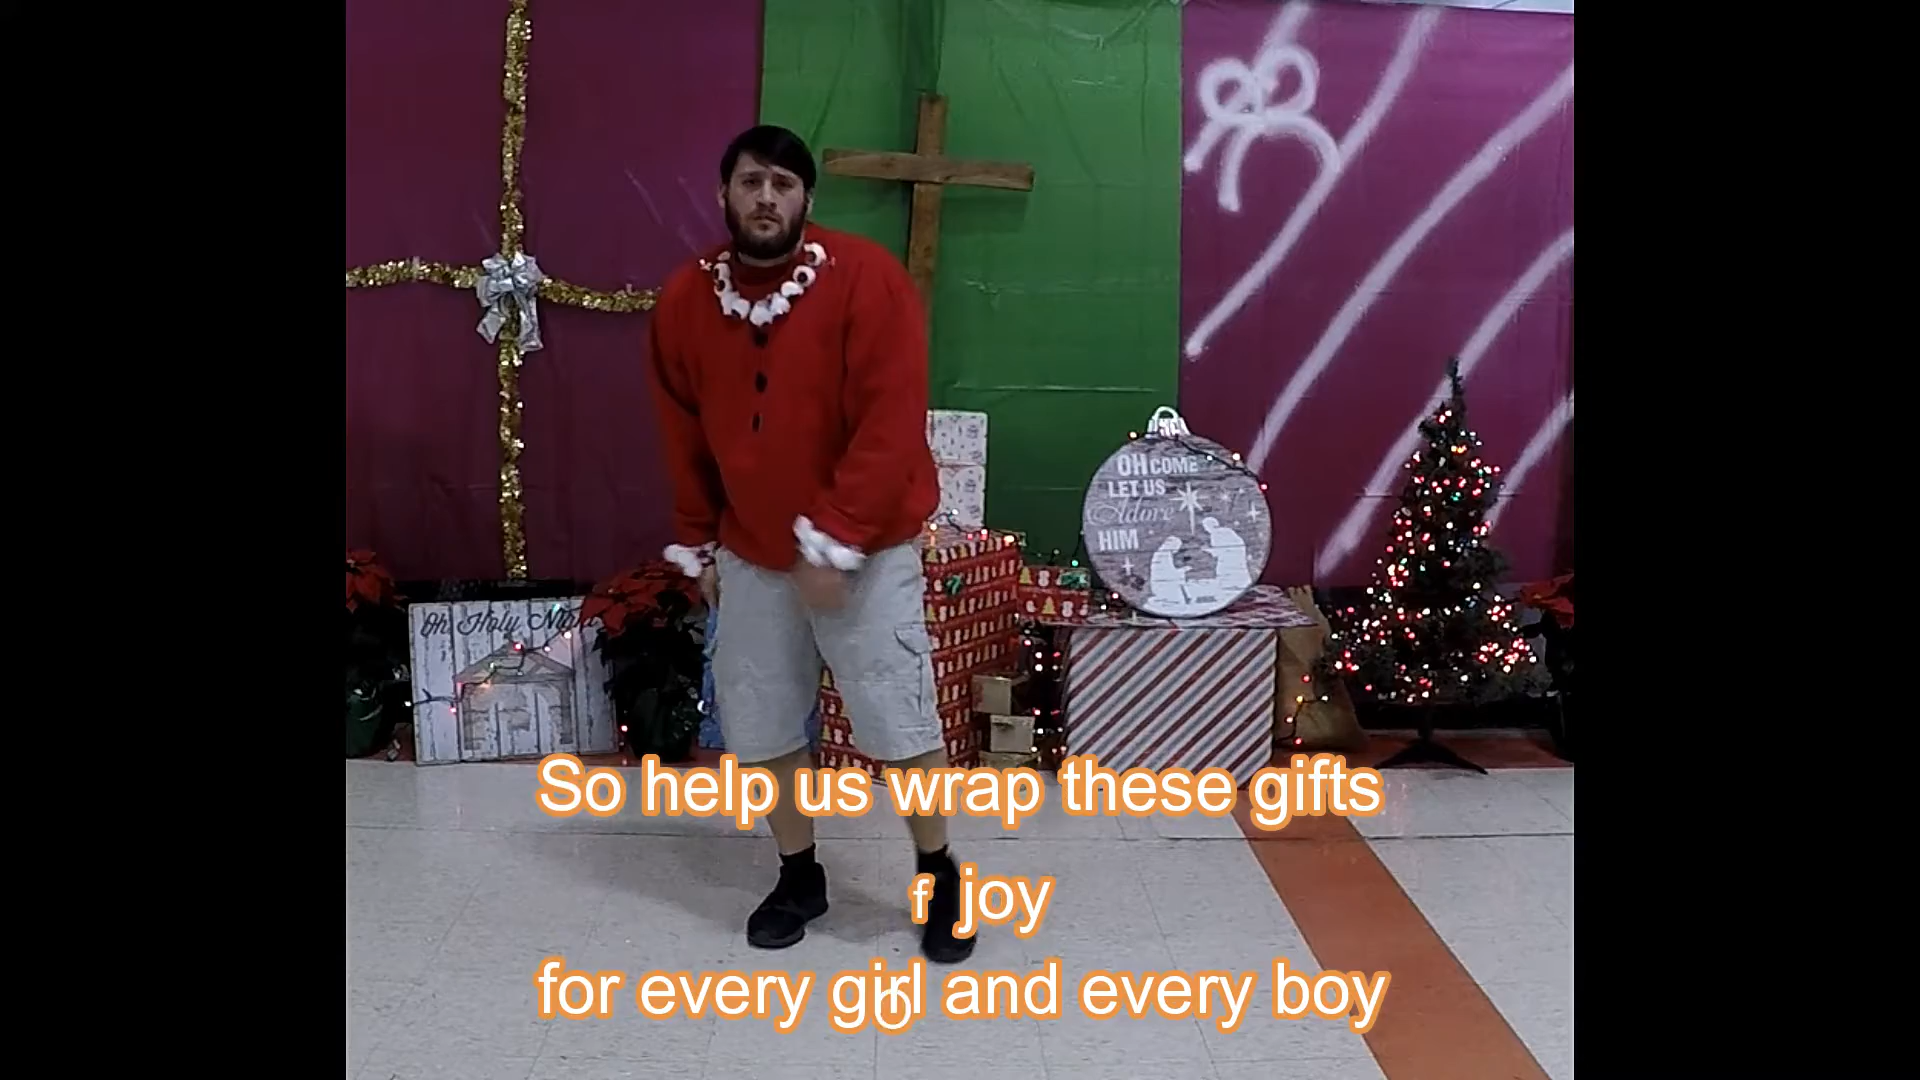 OH COME
LET US
Adore
HIM
Oh Holy Night
So help us wrap these gifts
f joy
for every girl and every boy
o